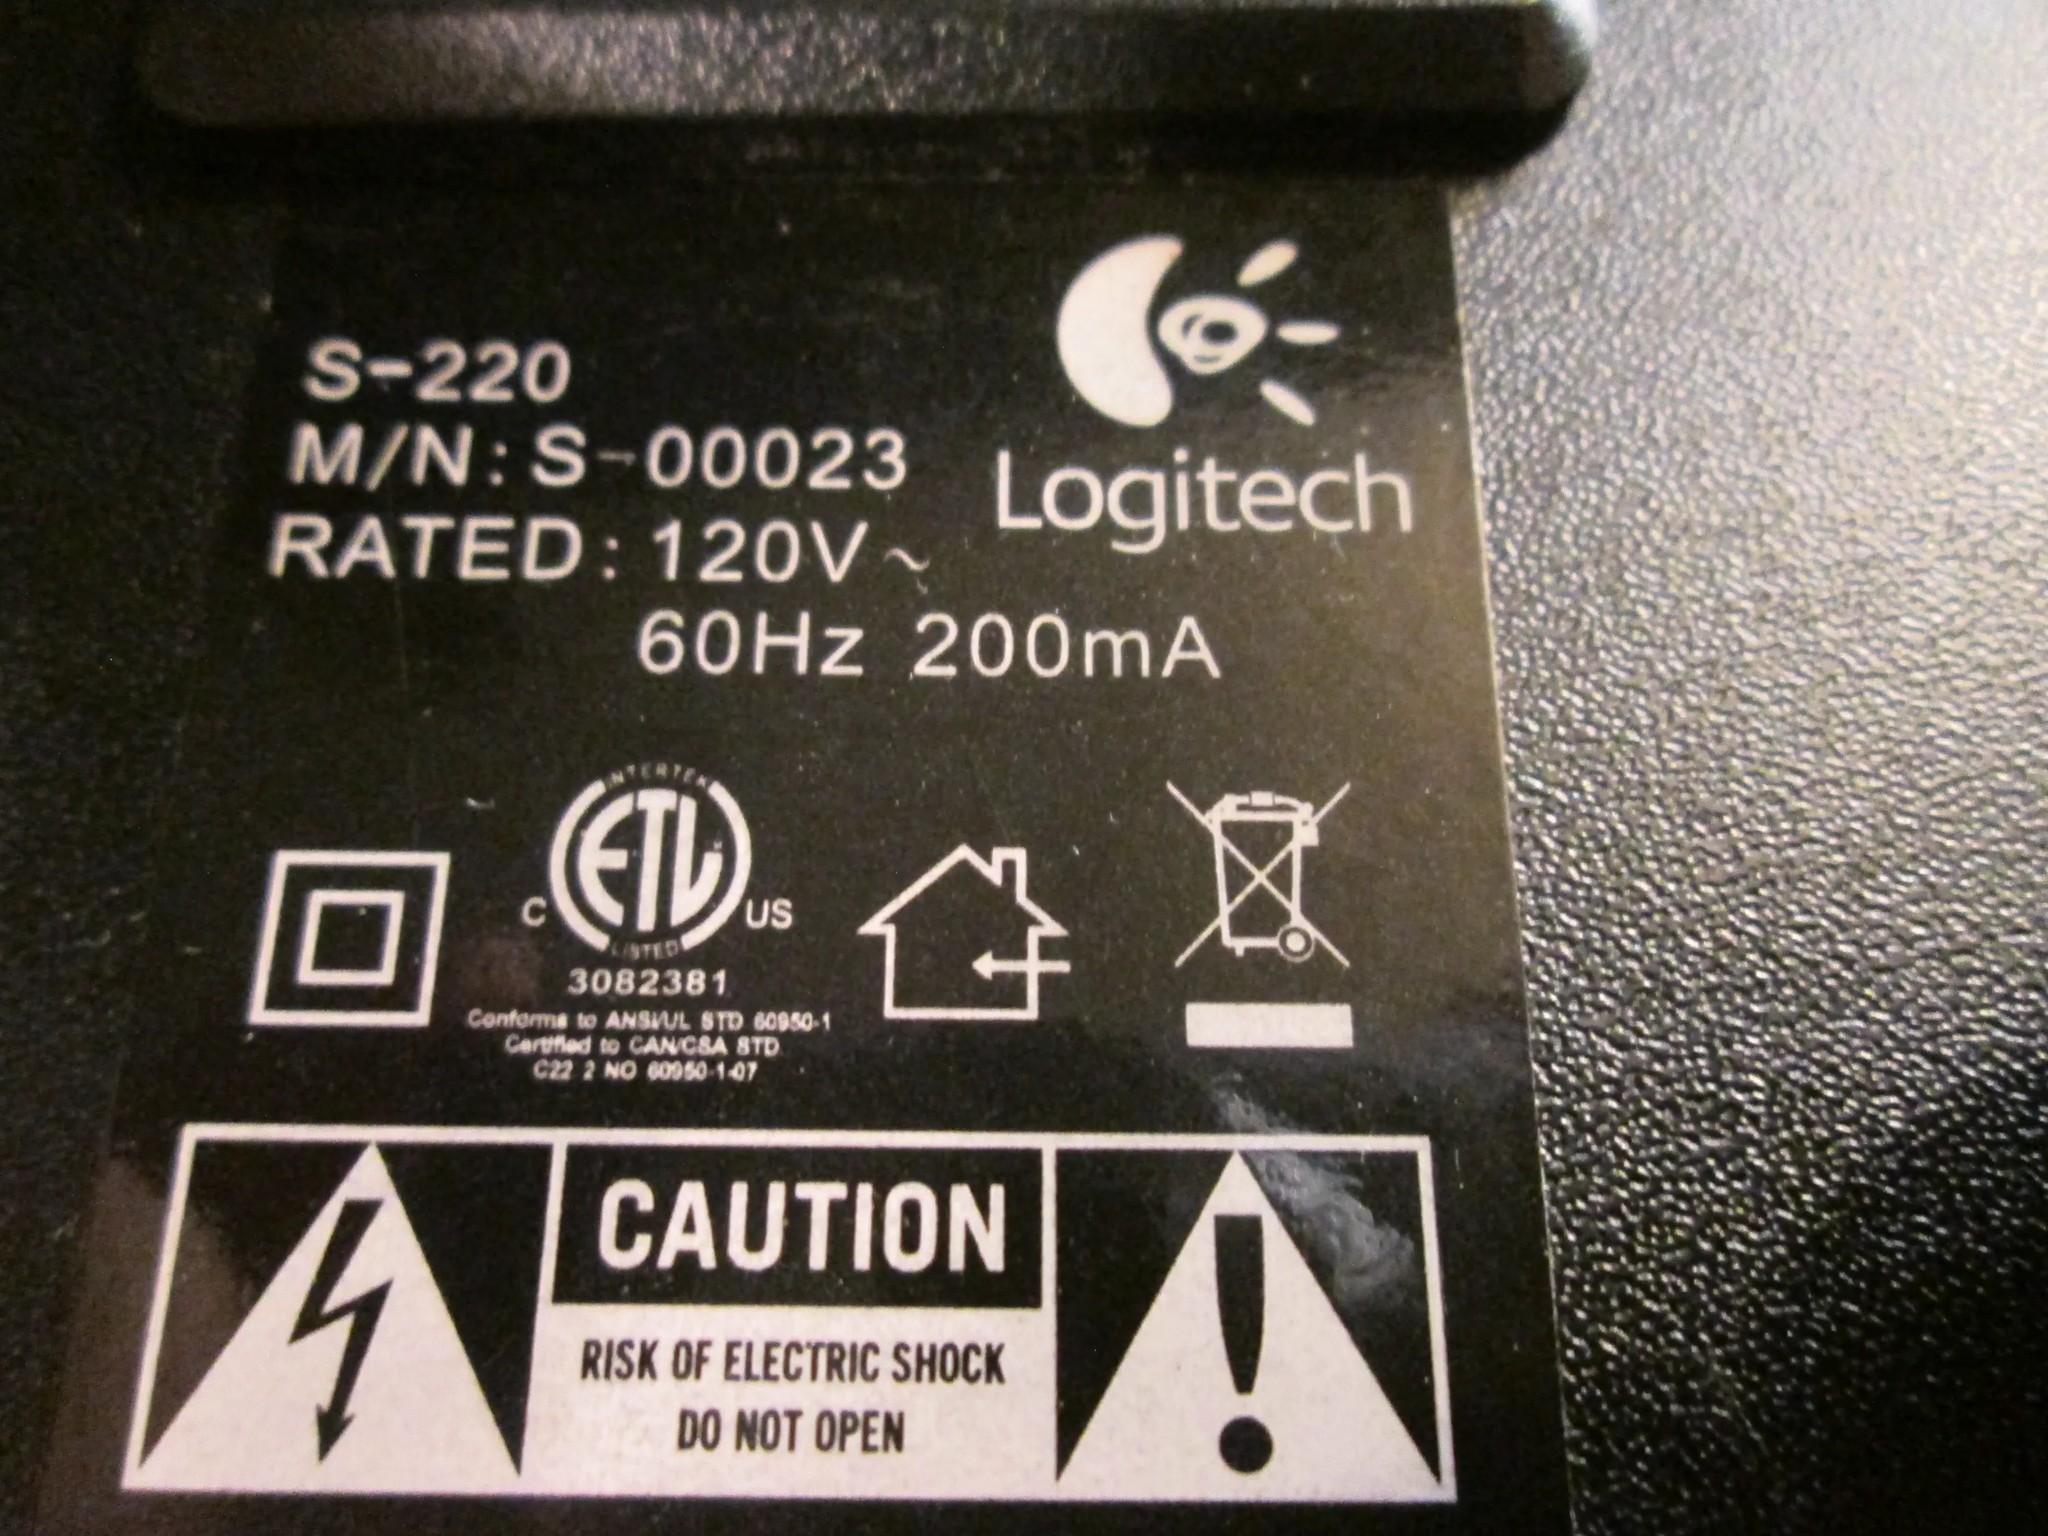 S-220
M/N: S-00023
Logitech
RATED: 120V~
60Hz 200mA
INTERTEK
ETL
C US
LISTED
3082381
Conforms to ANSI/UL STD 60950-1
Certified to CAN/CSA STD
C22 2 NO 60950-1-07
CAUTION
RISK OF ELECTRIC SHOCK
DO NOT OPEN